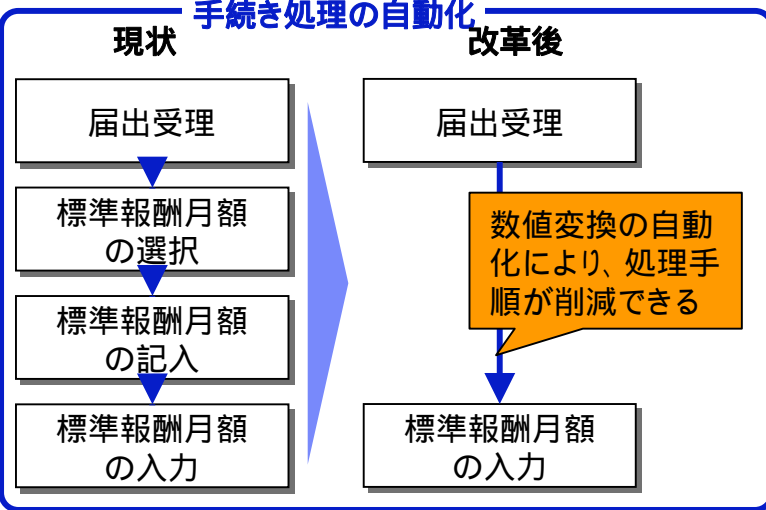 手続き処理の自動化
現状
届出受理
標準報酬月額
の選択
標準報酬月額
の記入
標準報酬月額
の入力
改革後
届出受理
数値変換の自動
化により、処理手
順が削減できる
標準報酬月額
の入力